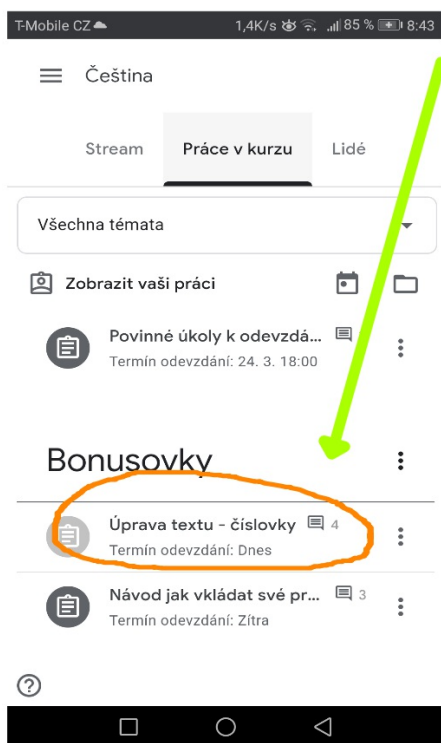 T-Mobile CZ 1,4K/s 85 % 8:43
Čeština
Stream Práce v kurzu Lidé
Všechna témata
Zobrazit vaši práci
Povinné úkoly k odevzdá...
Termín odevzdání: 24. 3. 18:00
Bonusovky
Úprava textu - číslovky 4
Termín odevzdání: Dnes
Návod jak vkládat své pr... 3
Termín odevzdání: Zítra